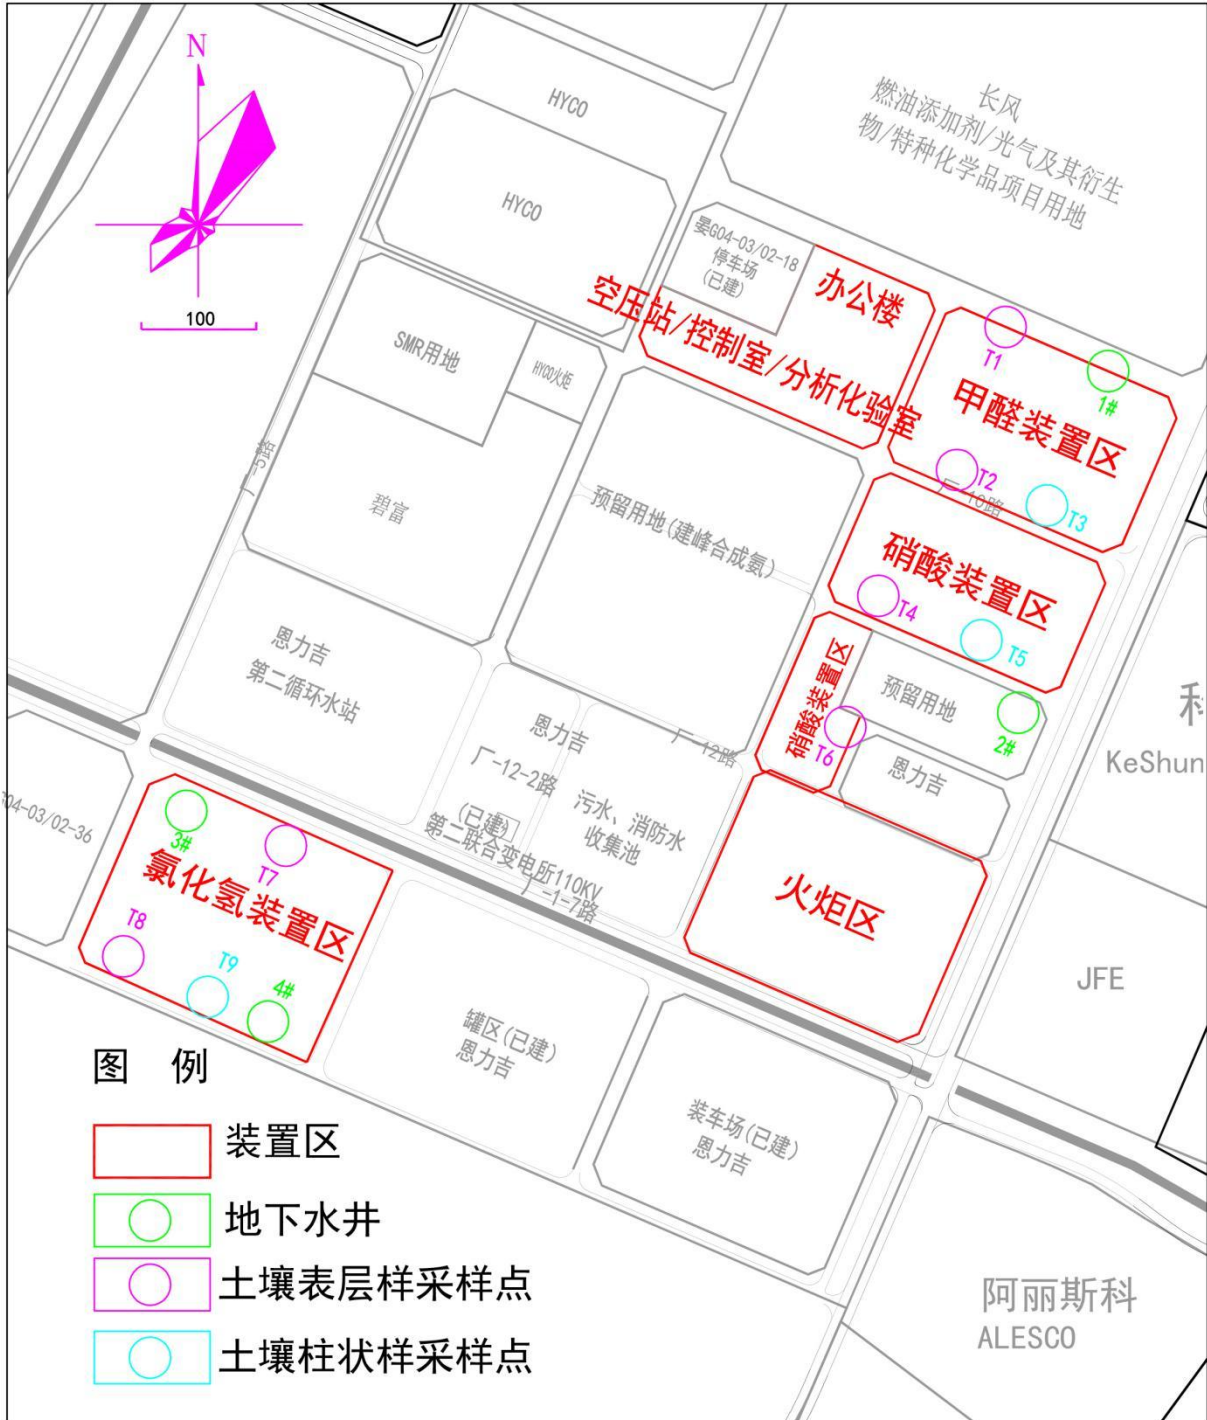 N
100
长风
燃油添加剂/光气及其衍生
物/特种化学品项目用地
HYCO
HYCO
晏G04-03/02-18
停车场
(已建)
办公楼
空压站/控制室/分析化验室
SMR用地
HYCO火炬
T1
1#
甲醛装置区
T2
T3
厂-10路
厂-5路
碧富
预留用地(建峰合成氨)
硝酸装置区
T4
T5
硝酸装置区
预留用地
2#
T6
恩力吉
恩力吉
第二循环水站
恩力吉
厂-12-2路
(已建)
第二联合变电所110KV
厂-1-7路
厂-12路
污水、消防水
收集池
KeShun
G04-03/02-36
3#
T7
氯化氢装置区
T8
T9
4#
火炬区
JFE
罐区(已建)
恩力吉
装车场(已建)
恩力吉
阿丽斯科
ALESCO
图 例
装置区
地下水井
土壤表层样采样点
土壤柱状样采样点